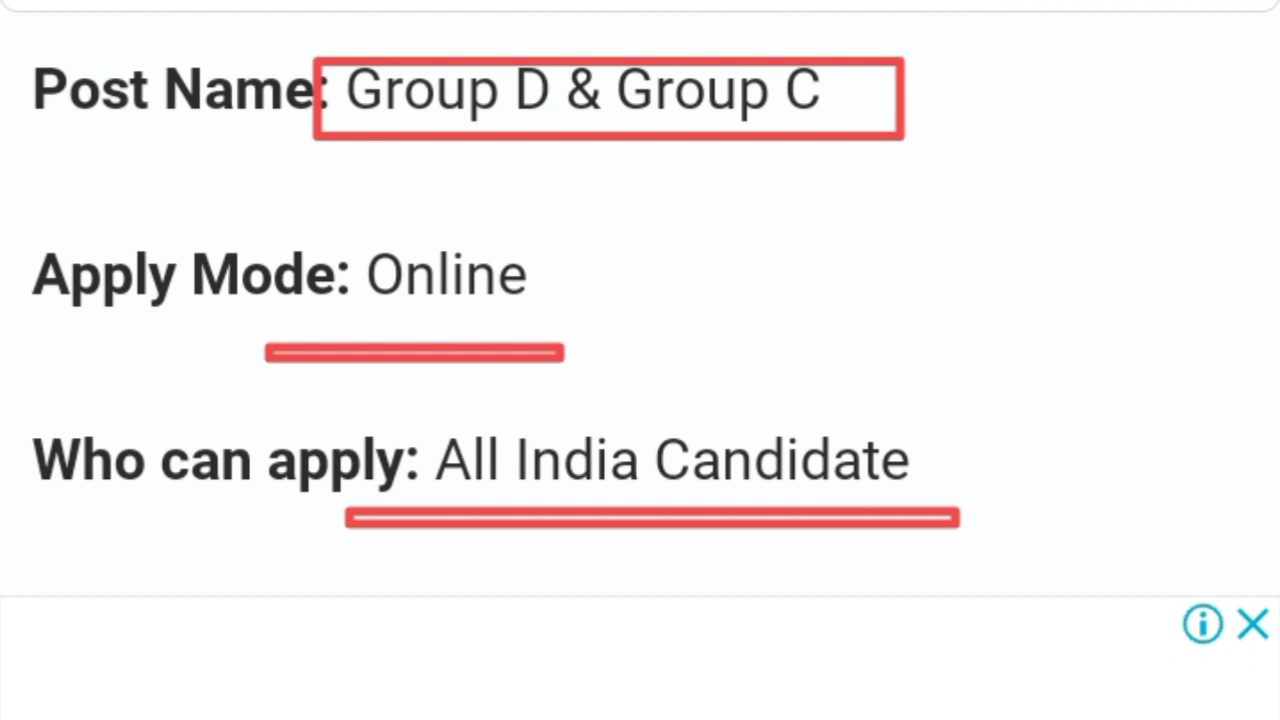 Post Name: Group D & Group C
Apply Mode: Online
Who can apply: All India Candidate